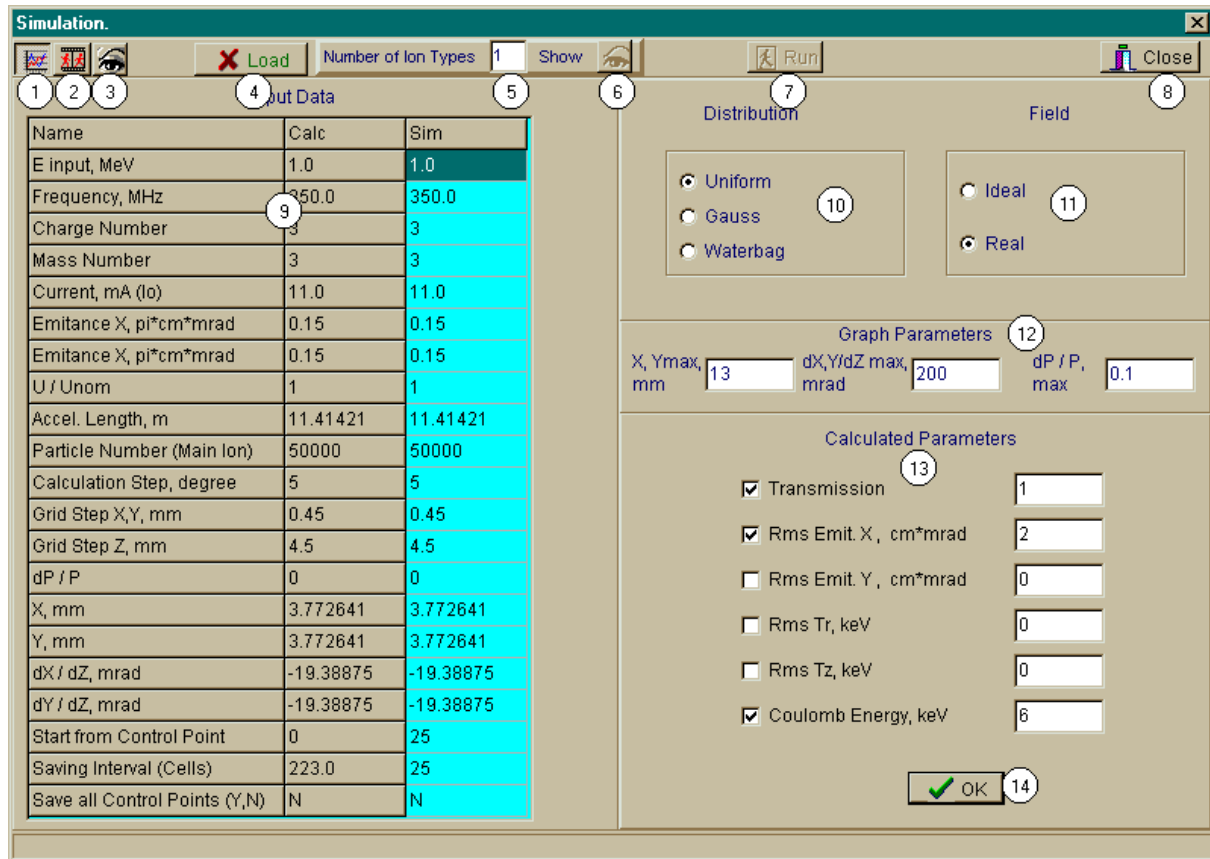 Simulation.
Load Number of Ion Types 1 Show Run Close
1 2 3 4 5 6 7 8
Input Data
Name Calc Sim
E input, MeV 1.0 1.0
Frequency, MHz 350.0 350.0
9
Charge Number 3 3
Mass Number 3 3
Current, mA (Io) 11.0 11.0
Emitance X, pi*cm*mrad 0.15 0.15
Emitance X, pi*cm*mrad 0.15 0.15
U / Unom 1 1
Accel. Length, m 11.41421 11.41421
Particle Number (Main Ion) 50000 50000
Calculation Step, degree 5 5
Grid Step X,Y, mm 0.45 0.45
Grid Step Z, mm 4.5 4.5
dP / P 0 0
X, mm 3.772641 3.772641
Y, mm 3.772641 3.772641
dX / dZ, mrad -19.38875 -19.38875
dY / dZ, mrad -19.38875 -19.38875
Start from Control Point 0 25
Saving Interval (Cells) 223.0 25
Save all Control Points (Y,N) N N
Distribution Field
Uniform
Gauss
Waterbag
10
Ideal
Real
11
Graph Parameters 12
X, Ymax, mm 13 dX,Y/dZ max, mrad 200 dP / P, max 0.1
Calculated Parameters
13
Transmission 1
Rms Emit. X , cm*mrad 2
Rms Emit. Y , cm*mrad 0
Rms Tr, keV 0
Rms Tz, keV 0
Coulomb Energy, keV 6
OK 14